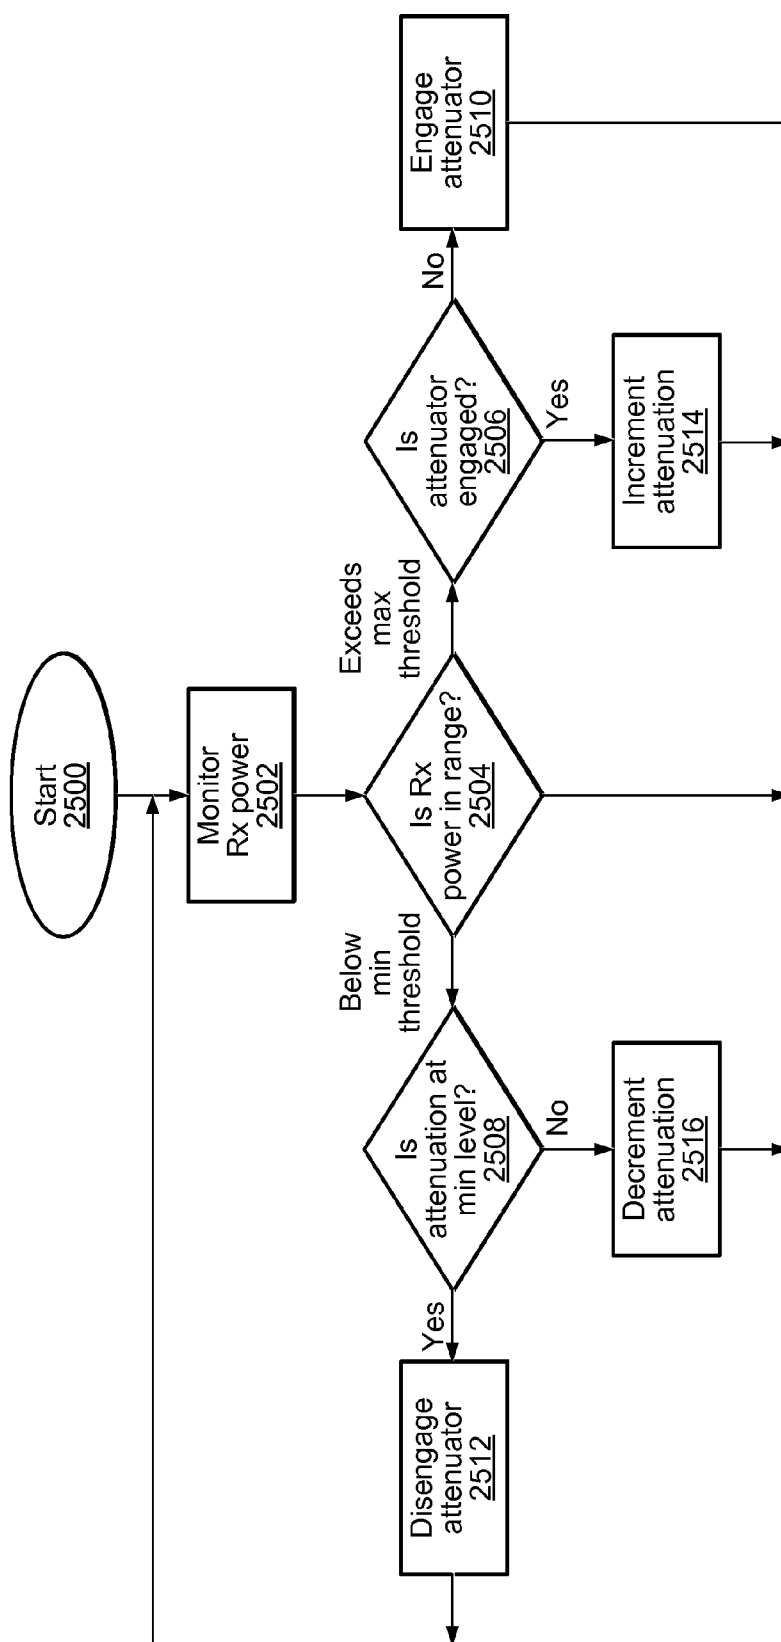 Start
2500
Monitor
Rx power
2502
Is Rx
power in range?
2504
Exceeds
max
threshold
Below
min
threshold
Is
attenuator
engaged?
2506
No
Yes
Engage
attenuator
2510
Increment
attenuation
2514
Is
attenuation at
min level?
2508
Yes
No
Disengage
attenuator
2512
Decrement
attenuation
2516